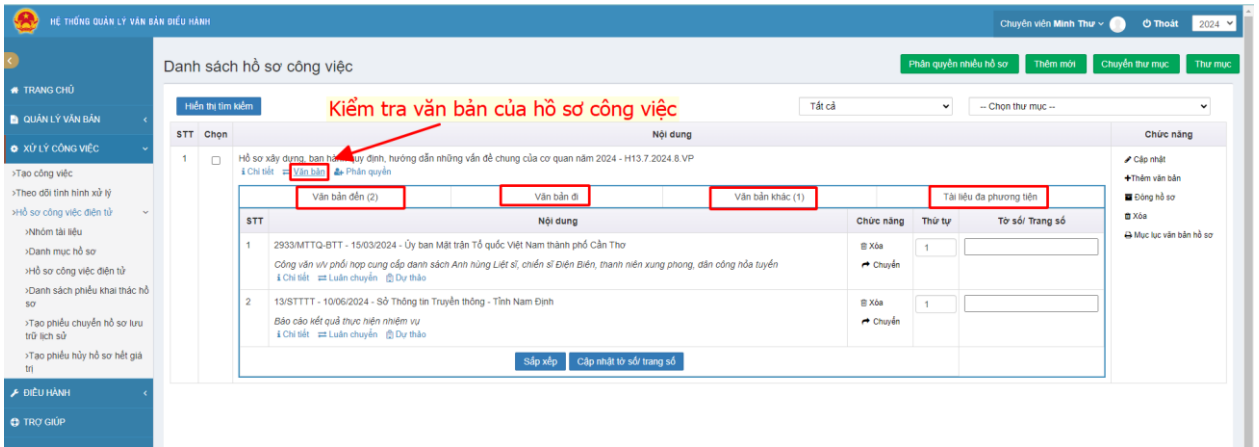 HỆ THỐNG QUẢN LÝ VĂN BẢN ĐIỀU HÀNH
Chuyên viên Minh Thư
Thoát
2024
Danh sách hồ sơ công việc
Phân quyền nhiều hồ sơ
Thêm mới
Chuyển thư mục
Thư mục
TRANG CHỦ
QUẢN LÝ VĂN BẢN
XỬ LÝ CÔNG VIỆC
>Tạo công việc
>Theo dõi tình hình xử lý
>Hồ sơ công việc điện tử
>Nhóm tài liệu
>Danh mục hồ sơ
>Hồ sơ công việc điện tử
>Danh sách phiếu khai thác hồ
sơ
>Tạo phiếu chuyển hồ sơ lưu
trữ lịch sử
>Tạo phiếu hủy hồ sơ hết giá
trị
ĐIỀU HÀNH
TRỢ GIÚP
Hiển thị tìm kiếm
Kiểm tra văn bản của hồ sơ công việc
Tất cả
-- Chọn thư mục --
STT Chọn Nội dung Chức năng
1 Hồ sơ xây dựng, ban hành quy định, hướng dẫn những vấn đề chung của cơ quan năm 2024 - H13.7.2024.8.VP
Chi tiết Văn bản Phân quyền
Cập nhật
Thêm văn bản
Đóng hồ sơ
Xóa
Mục lục văn bản hồ sơ
Văn bản đến (2) Văn bản đi Văn bản khác (1) Tài liệu đa phương tiện
STT Nội dung Chức năng Thứ tự Tờ số/ Trang số
1 2933/MTTQ-BTT - 15/03/2024 - Ủy ban Mặt trận Tổ quốc Việt Nam thành phố Cần Thơ Xóa 1
Công văn v/v phối hợp cung cấp danh sách Anh hùng Liệt sĩ, chiến sĩ Điện Biên, thanh niên xung phong, dân công hỏa tuyến Chuyển
Chi tiết Luân chuyển Dự thảo
2 13/STTTT - 10/06/2024 - Sở Thông tin Truyền thông - Tỉnh Nam Định Xóa 1
Báo cáo kết quả thực hiện nhiệm vụ Chuyển
Chi tiết Luân chuyển Dự thảo
Sắp xếp Cập nhật tờ số/ trang số